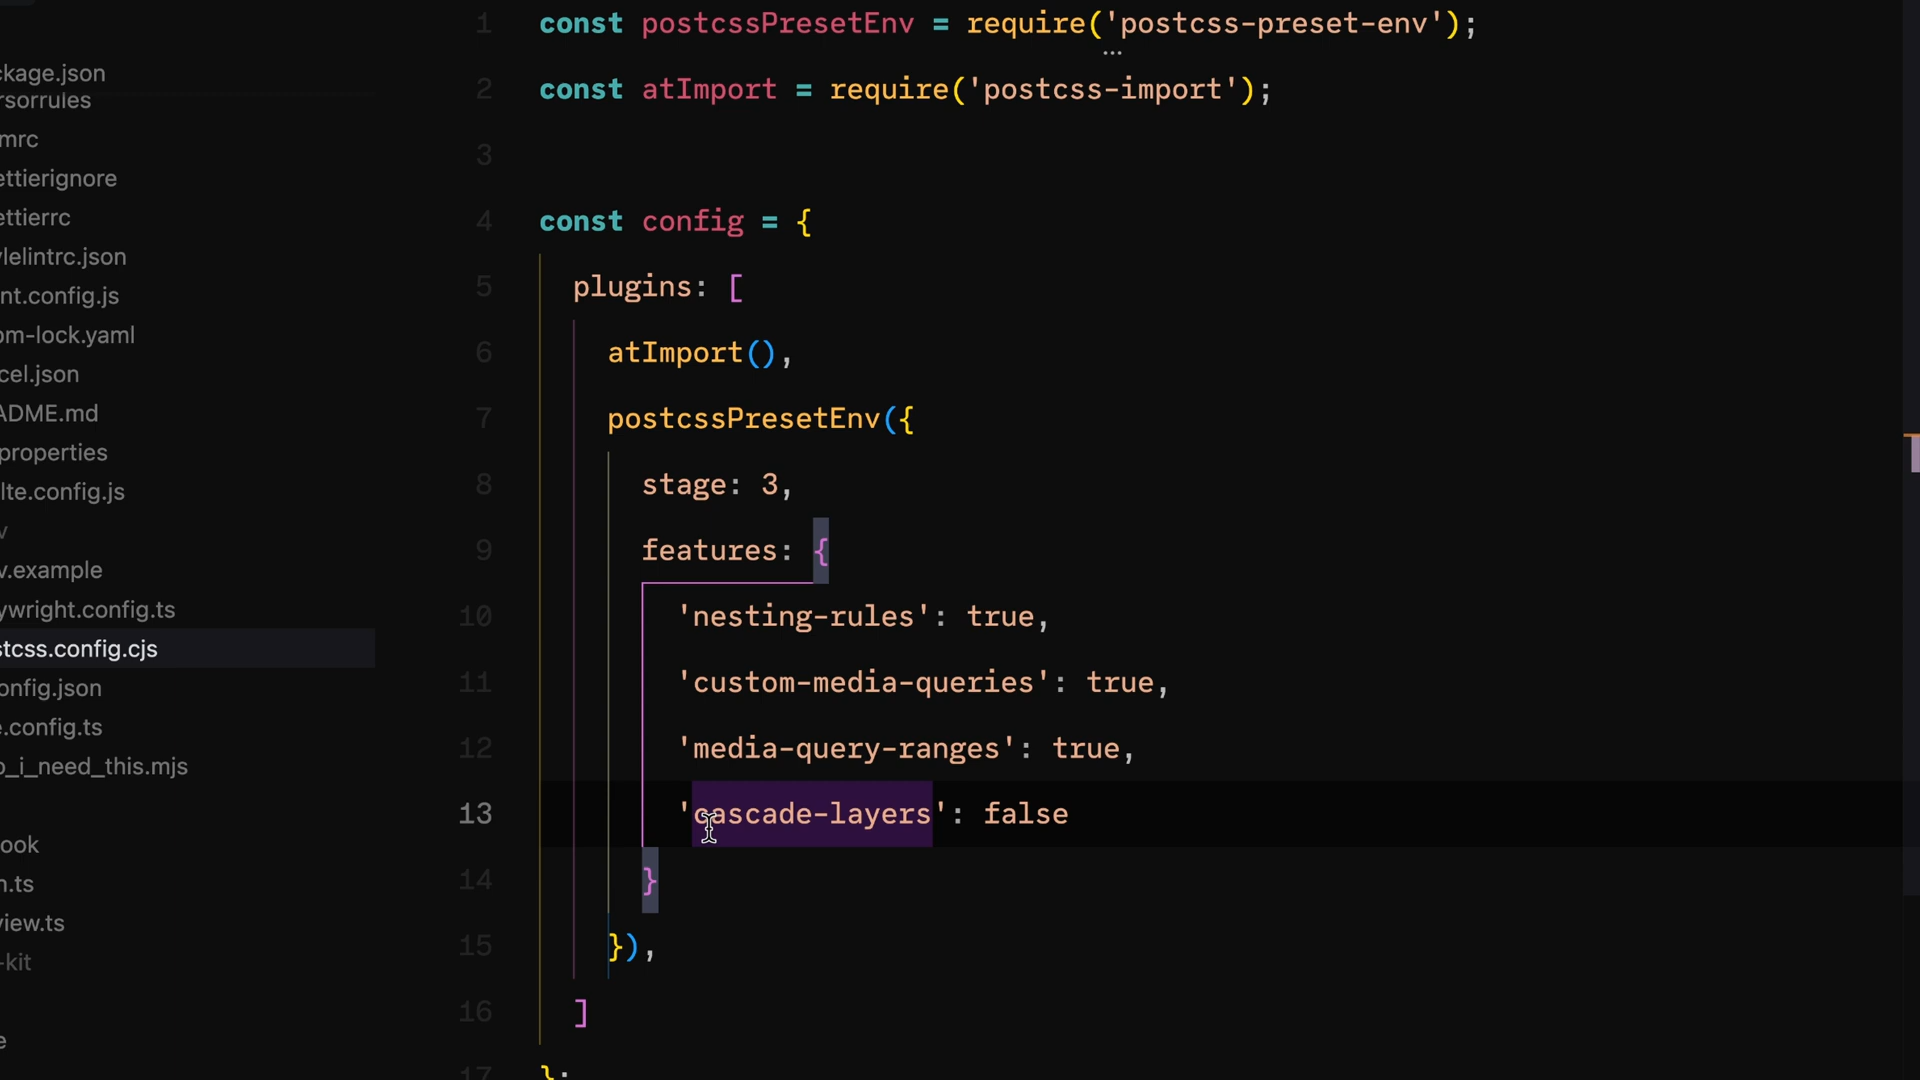 ckage.json
rsorrules
mrc
ettierignore
ettierrc
ylelintrc.json
nt.config.js
om-lock.yaml
cel.json
ADME.md
properties
lte.config.js
v
v.example
ywright.config.ts
stcss.config.cjs
onfig.json
e.config.ts
o_i_need_this.mjs
ook
n.ts
view.ts
-kit
e
1 const postcssPresetEnv = require('postcss-preset-env');
2 const atImport = require('postcss-import');
3
4 const config = {
5 plugins: [
6 atImport(),
7 postcssPresetEnv({
8 stage: 3,
9 features: {
10 'nesting-rules': true,
11 'custom-media-queries': true,
12 'media-query-ranges': true,
13 'cascade-layers': false
14 }
15 }),
16 ]
17 };